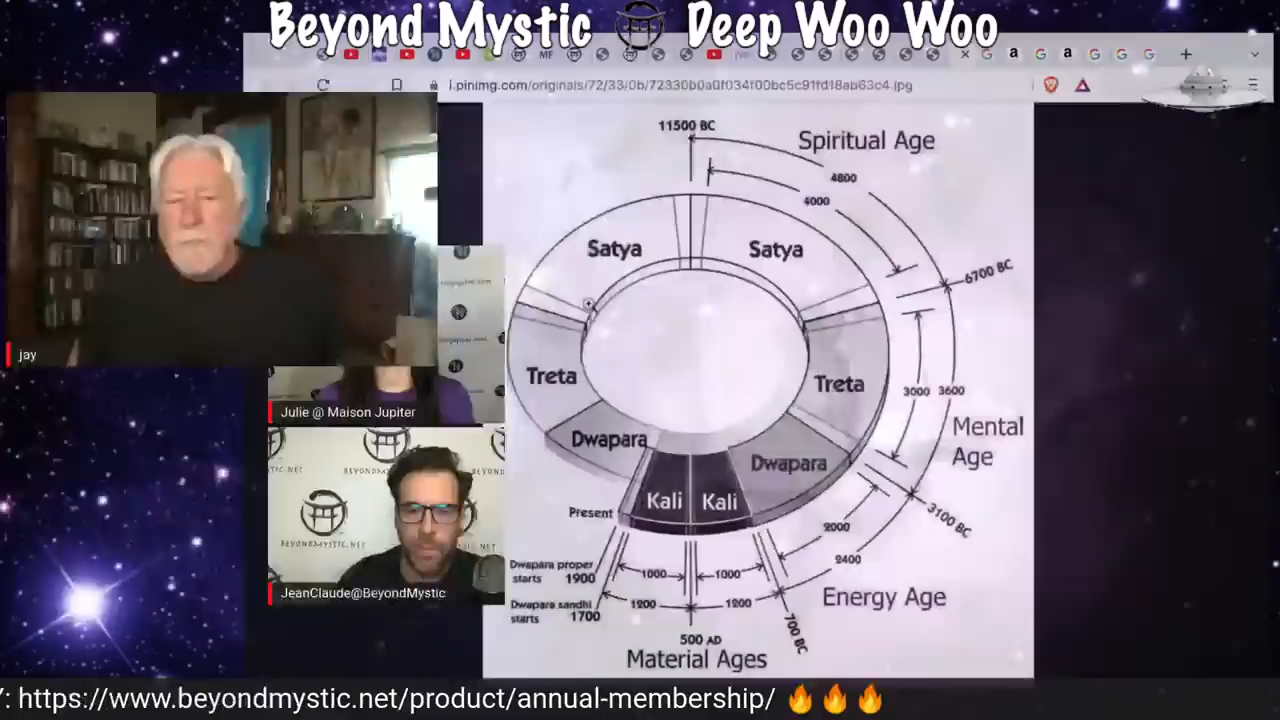 Beyond Mystic Deep Woo Woo
i.pinimg.com/originals/72/33/0b/72330b0a0f034f00bc5c91fd18ab63c4.jpg
11500 BC
Spiritual Age
4800
4000
Satya
Satya
6700 BC
jay
Treta
Treta
3000
3600
Julie @ Maison Jupiter
Mental
Age
Dwapara
Dwapara
Kali
Kali
Present
3100 BC
2000
2400
BEYONDMYSTIC.NET
Dwapara proper
starts 1900
1000
1000
Energy Age
JeanClaude@BeyondMystic
Dwapara sandhi
starts 1700
1200
1200
700 BC
500 AD
Material Ages
Y: https://www.beyondmystic.net/product/annual-membership/ 🔥🔥🔥